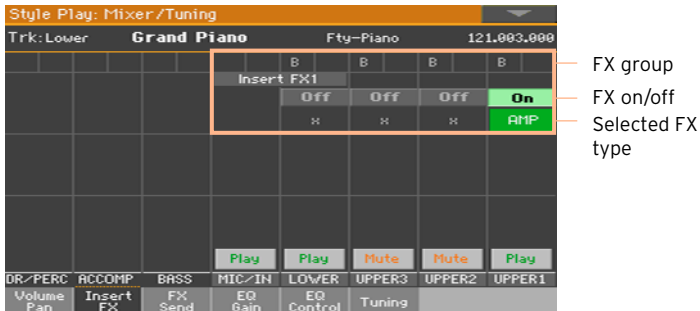 Style Play: Mixer/Tuning
Trk:Lower Grand Piano Fty-Piano 121.003.000
B B B B
FX group
Insert FX1
Off Off Off On
FX on/off
x x x AMP
Selected FX
type
Play Play Mute Mute Play
DR/PERC ACCOMP BASS MIC/IN LOWER UPPER3 UPPER2 UPPER1
Volume Pan Insert FX FX Send EQ Gain EQ Control Tuning